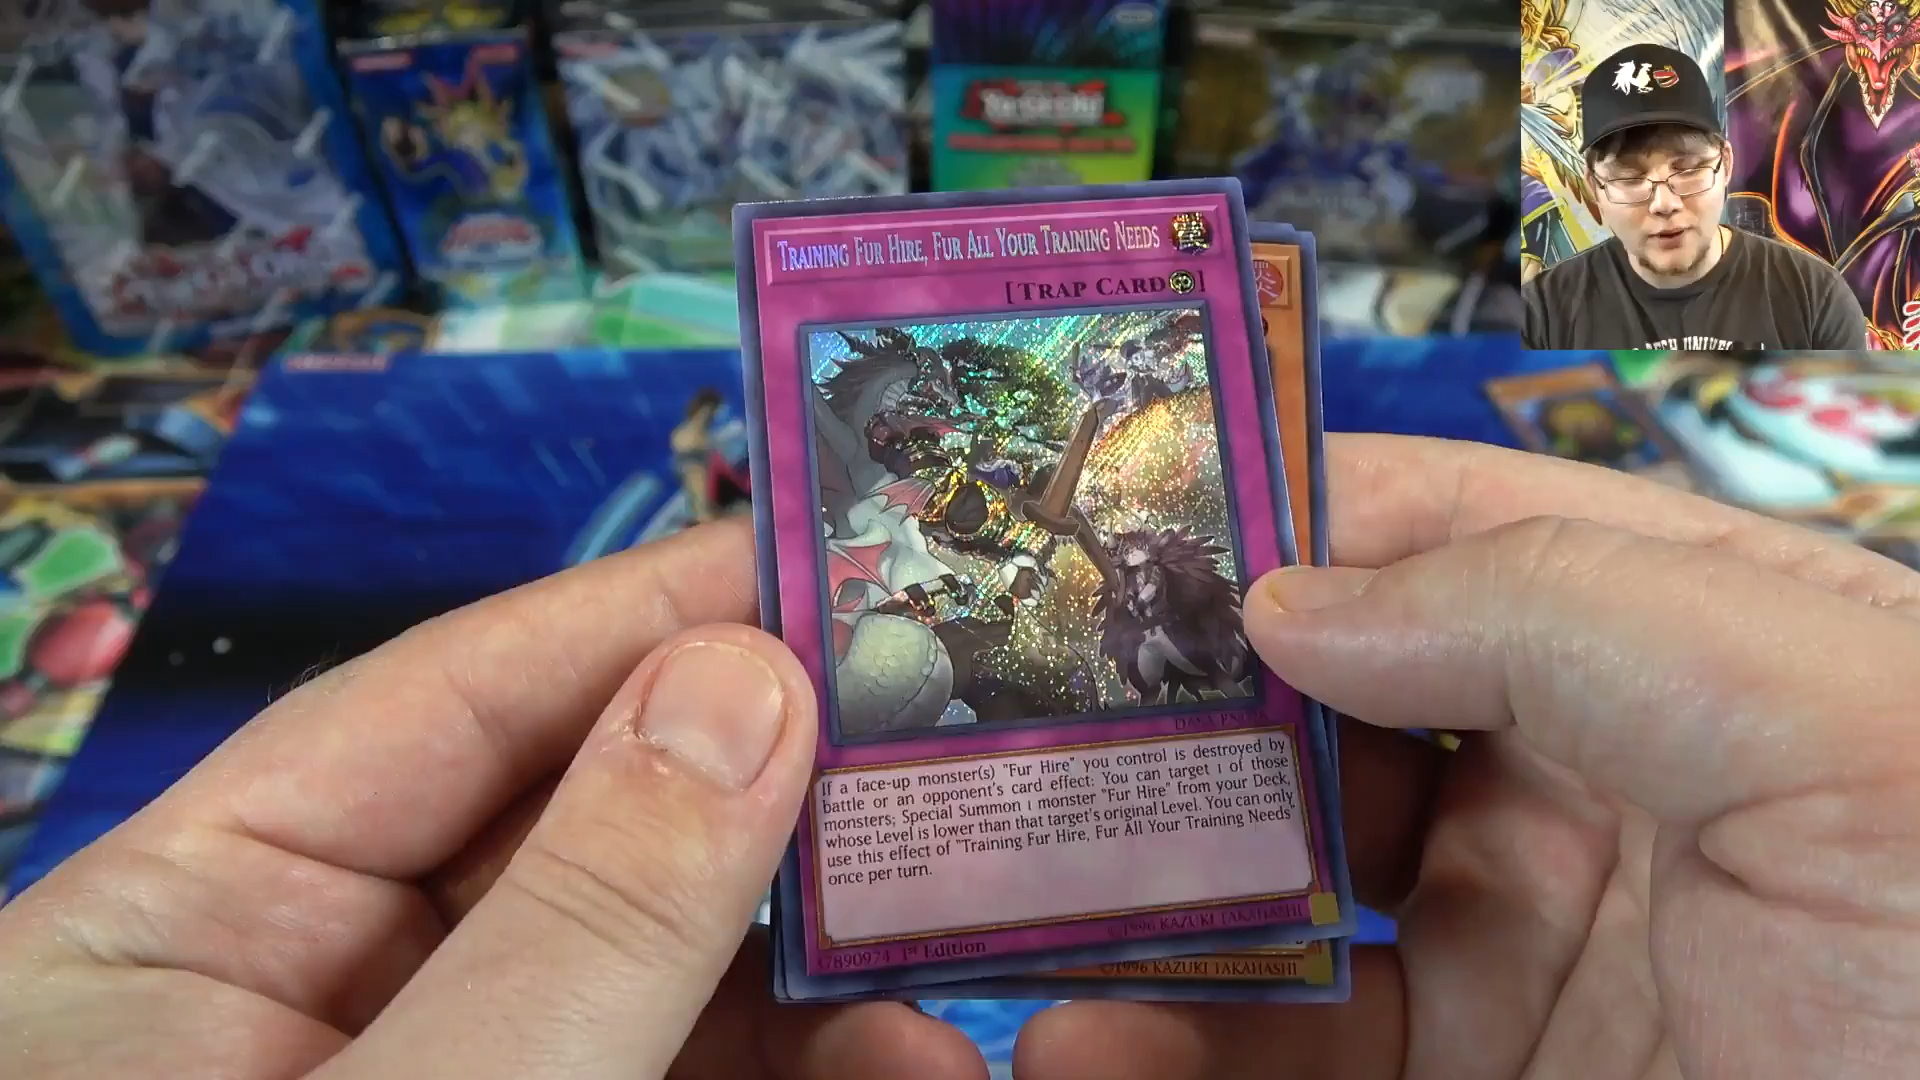 TRAINING FUR HIRE, FUR ALL YOUR TRAINING NEEDS
[TRAP CARD]
If a face-up monster(s) "Fur Hire" you control is destroyed by
battle or an opponent's card effect: You can target 1 of those
monsters; Special Summon 1 monster "Fur Hire" from your Deck,
whose Level is lower than that target's original Level. You can only
use this effect of "Training Fur Hire, Fur All Your Training Needs"
once per turn.
1st Edition
©1996 KAZUKI TAKAHASHI
©1996 KAZUKI TAKAHASHI